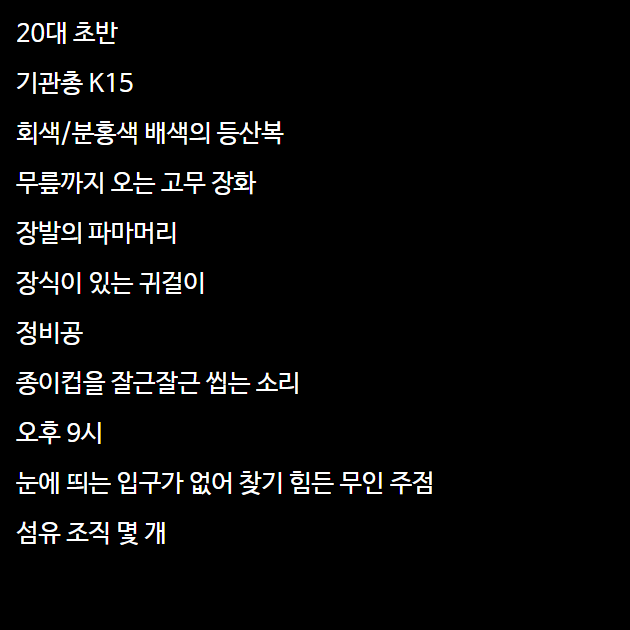 20대 초반
기관총 K15
회색/분홍색 배색의 등산복
무릎까지 오는 고무 장화
장발의 파마머리
장식이 있는 귀걸이
정비공
종이컵을 잘근잘근 씹는 소리
오후 9시
눈에 띄는 입구가 없어 찾기 힘든 무인 주점
섬유 조직 몇 개